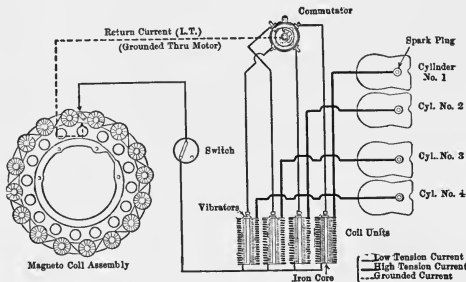 Commutator
Return Current (L.T.)
(Grounded Thru Motor)
Spark Plug
Cylinder
No. 1
Cyl. No. 2
Switch
Cyl. No. 3
Cyl. No. 4
Vibrators
Coil Units
Magneto Coil Assembly
Iron Core
Low Tension Current
High Tension Current
Grounded Current